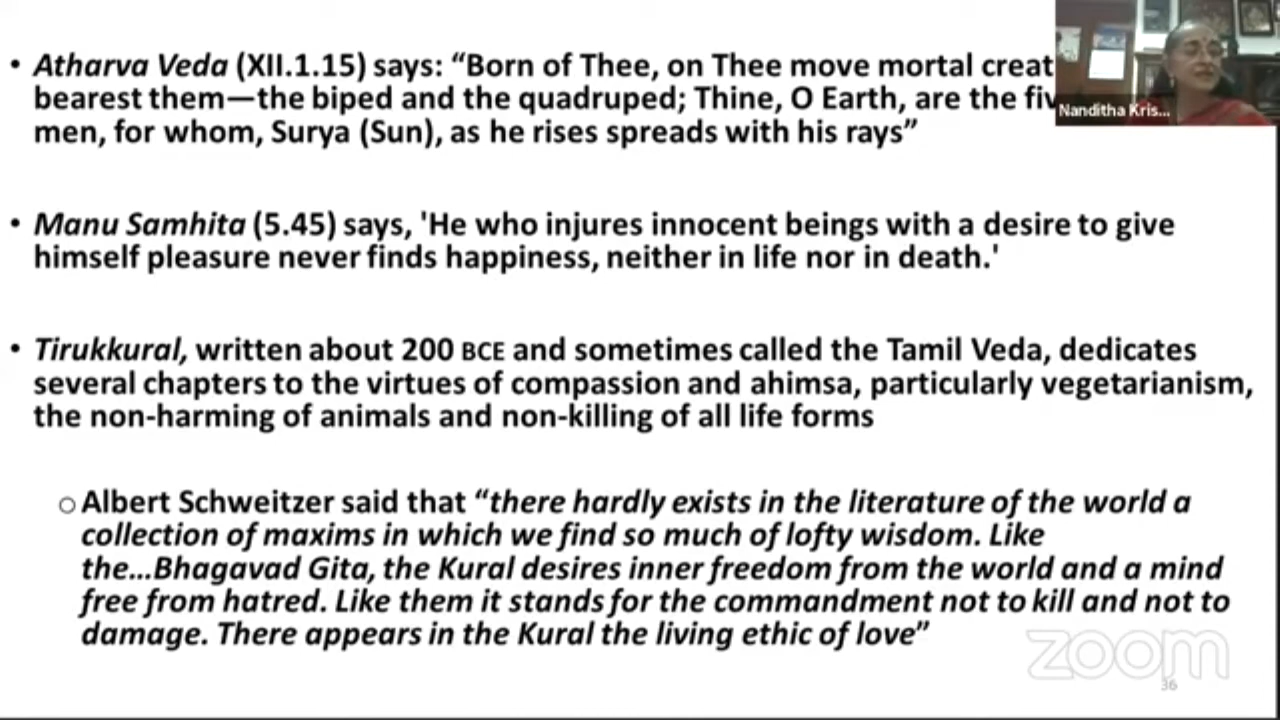 • Atharva Veda (XII.1.15) says: “Born of Thee, on Thee move mortal creat
bearest them—the biped and the quadruped; Thine, O Earth, are the fiv
men, for whom, Surya (Sun), as he rises spreads with his rays”
Nanditha Kris...
• Manu Samhita (5.45) says, 'He who injures innocent beings with a desire to give
himself pleasure never finds happiness, neither in life nor in death.'
• Tirukkural, written about 200 BCE and sometimes called the Tamil Veda, dedicates
several chapters to the virtues of compassion and ahimsa, particularly vegetarianism,
the non-harming of animals and non-killing of all life forms
○ Albert Schweitzer said that “there hardly exists in the literature of the world a
collection of maxims in which we find so much of lofty wisdom. Like
the...Bhagavad Gita, the Kural desires inner freedom from the world and a mind
free from hatred. Like them it stands for the commandment not to kill and not to
damage. There appears in the Kural the living ethic of love”
zoom
36